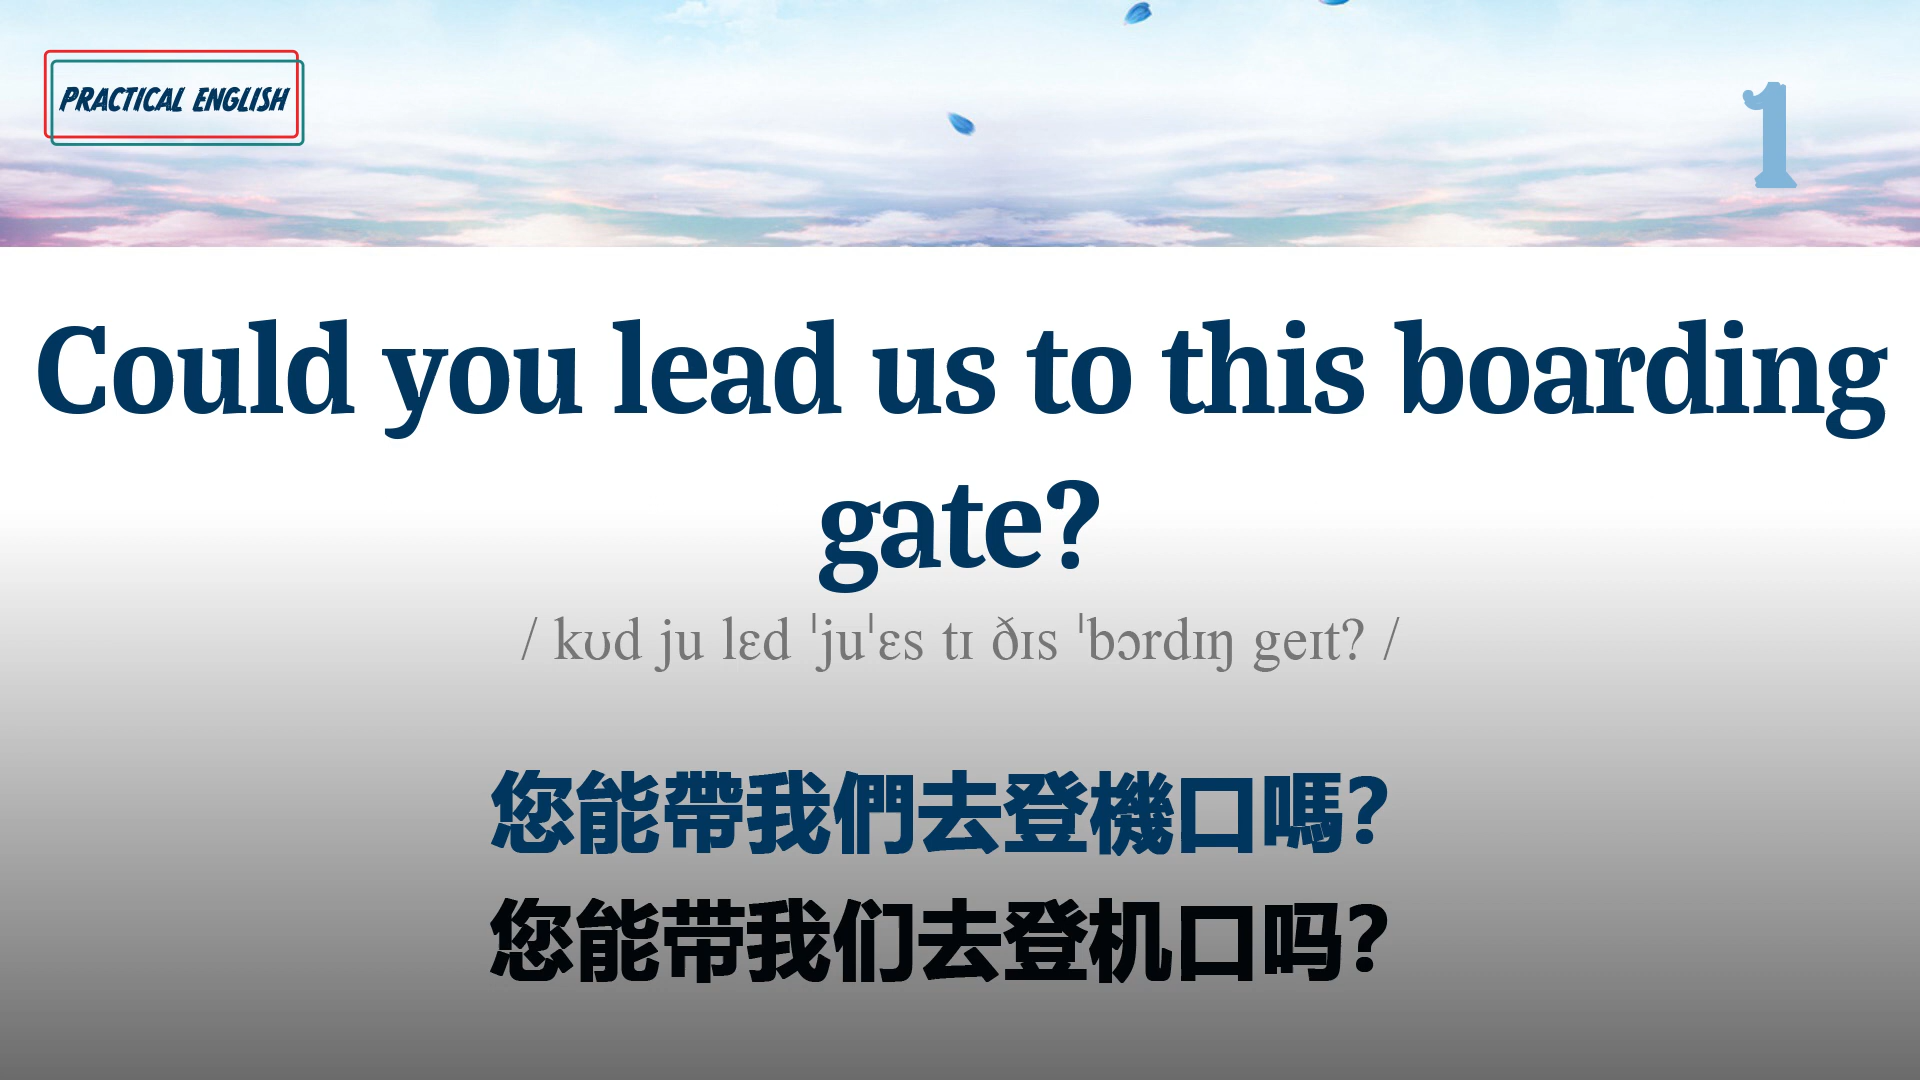 PRACTICAL ENGLISH
1
Could you lead us to this boarding
gate?
/ kʊd ju lɛd ˈjuˈɛs tɪ ðɪs ˈbɔrdɪŋ geɪt? /
您能帶我們去登機口嗎?
您能带我们去登机口吗?